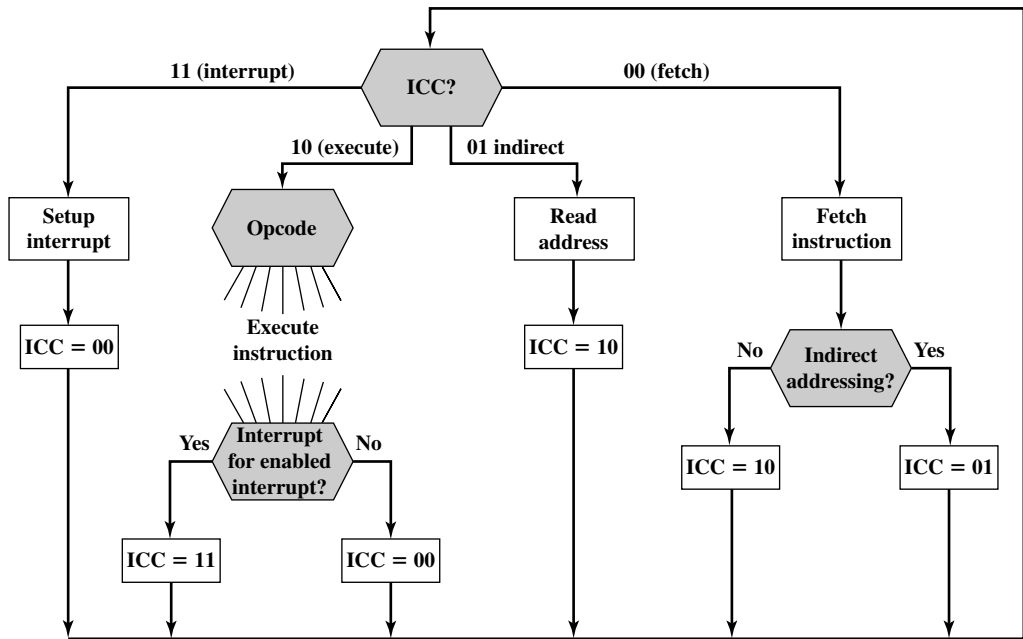 11 (interrupt)
ICC?
00 (fetch)
10 (execute)
01 indirect
Setup
interrupt
Opcode
Read
address
Fetch
instruction
ICC = 00
Execute
instruction
ICC = 10
No
Indirect
addressing?
Yes
Yes
Interrupt
for enabled
interrupt?
No
ICC = 10
ICC = 01
ICC = 11
ICC = 00